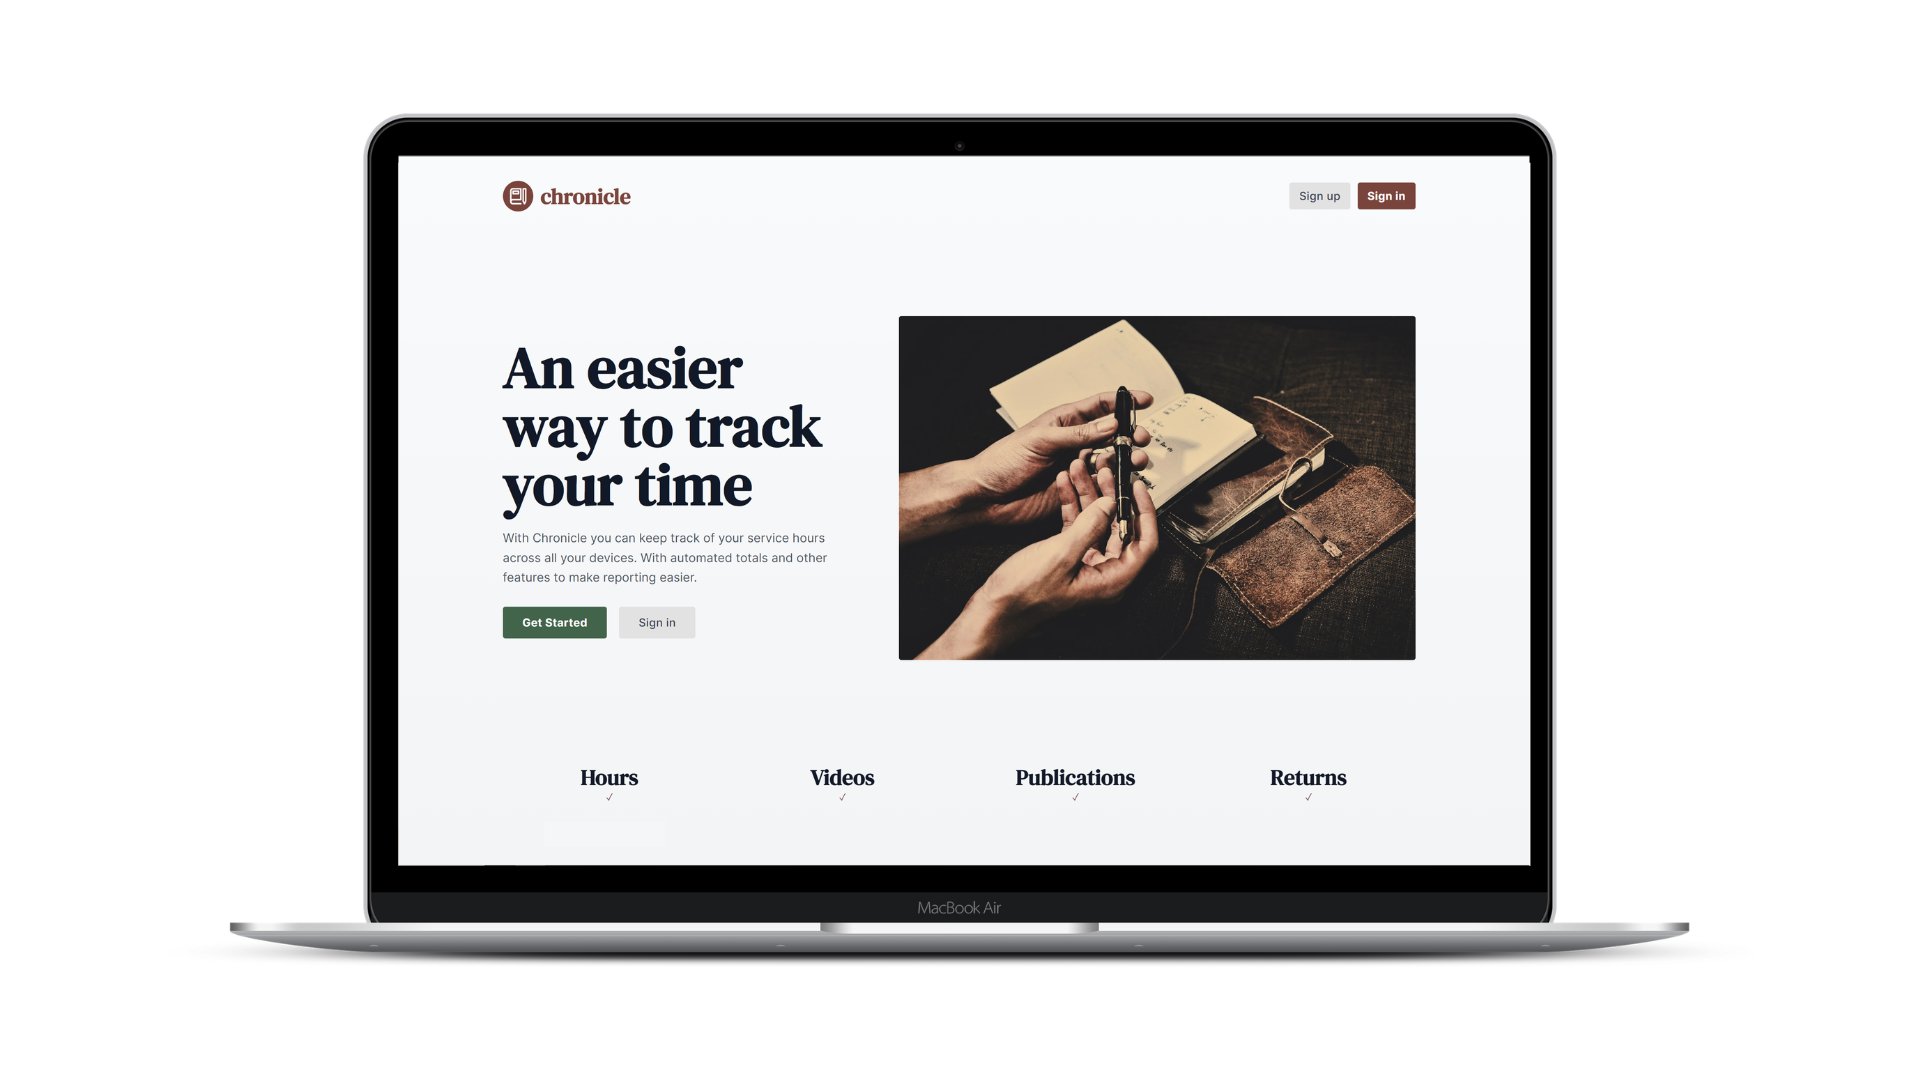 chronicle
Sign up
Sign in
An easier
way to track
your time
With Chronicle you can keep track of your service hours
across all your devices. With automated totals and other
features to make reporting easier.
Get Started
Sign in
Hours
Videos
Publications
Returns
MacBook Air